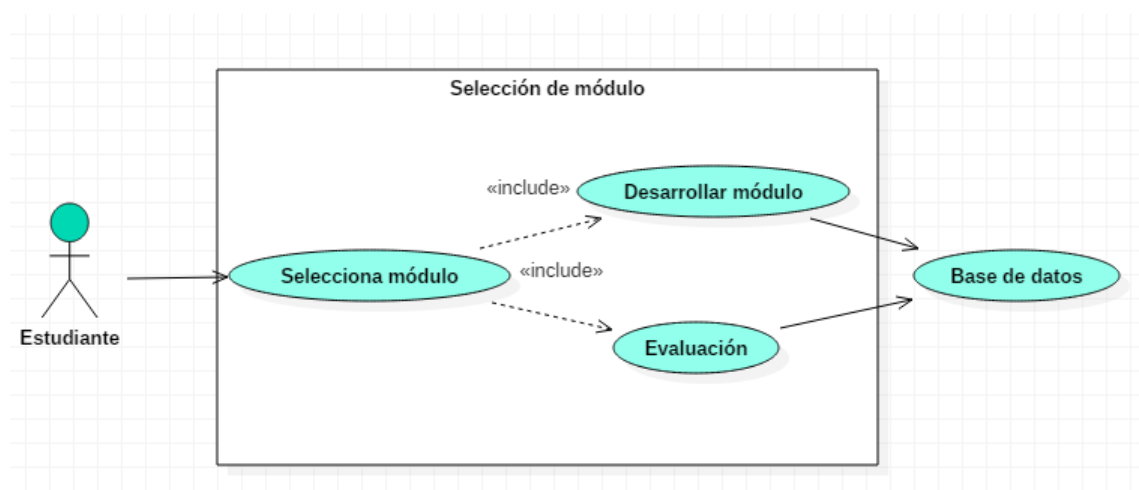 Selección de módulo
«include»
Desarrollar módulo
Selecciona módulo
«include»
Base de datos
Estudiante
Evaluación